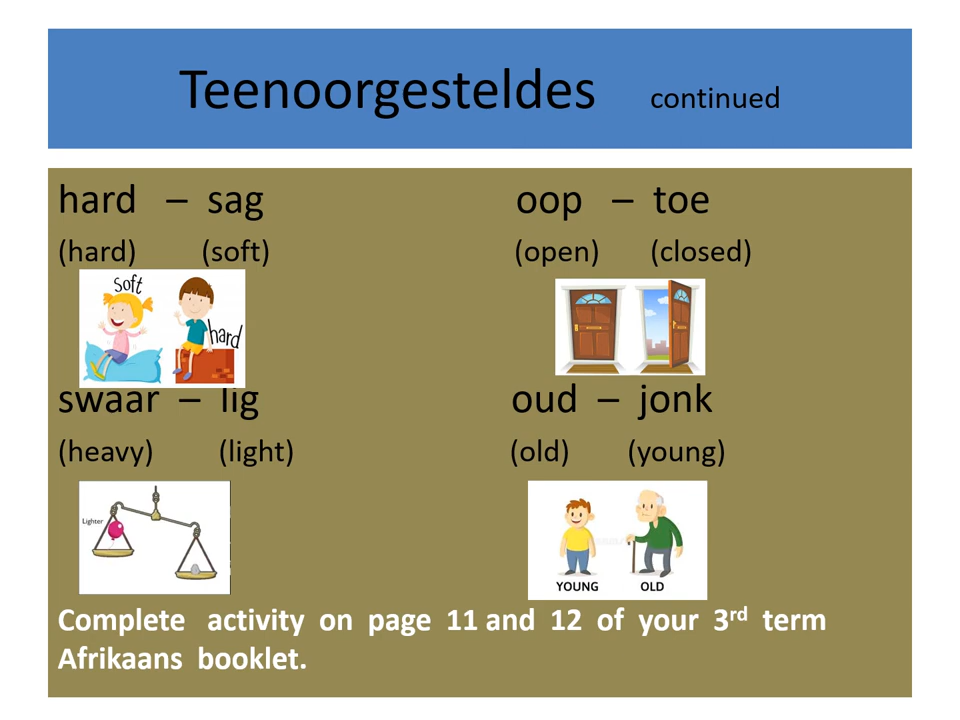 Teenoorgesteldes continued
hard – sag oop – toe
(hard) (soft) (open) (closed)
soft
hard
swaar – lig oud – jonk
(heavy) (light) (old) (young)
Lighter
YOUNG OLD
Complete activity on page 11 and 12 of your 3rd term
Afrikaans booklet.